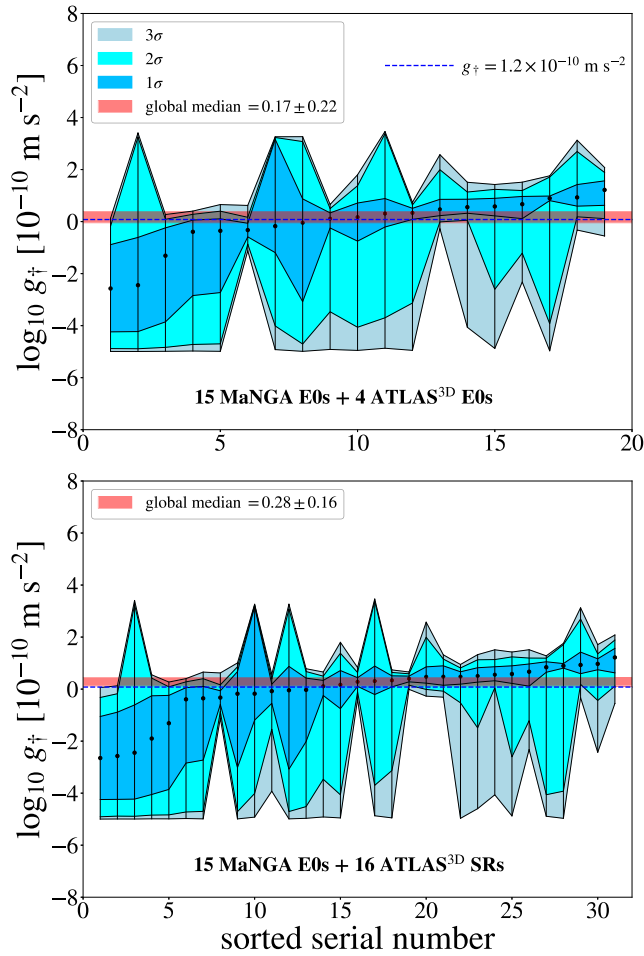 8
6
4
2
0
−2
−4
−6
−8
log₁₀ g† [10⁻¹⁰ m s⁻²]
3σ
2σ
1σ
global median = 0.17 ± 0.22
g† = 1.2 × 10⁻¹⁰ m s⁻²
15 MaNGA E0s + 4 ATLAS³ᴰ E0s
0 5 10 15 20
8
6
4
2
0
−2
−4
−6
−8
log₁₀ g† [10⁻¹⁰ m s⁻²]
global median = 0.28 ± 0.16
15 MaNGA E0s + 16 ATLAS³ᴰ SRs
0 5 10 15 20 25 30
sorted serial number